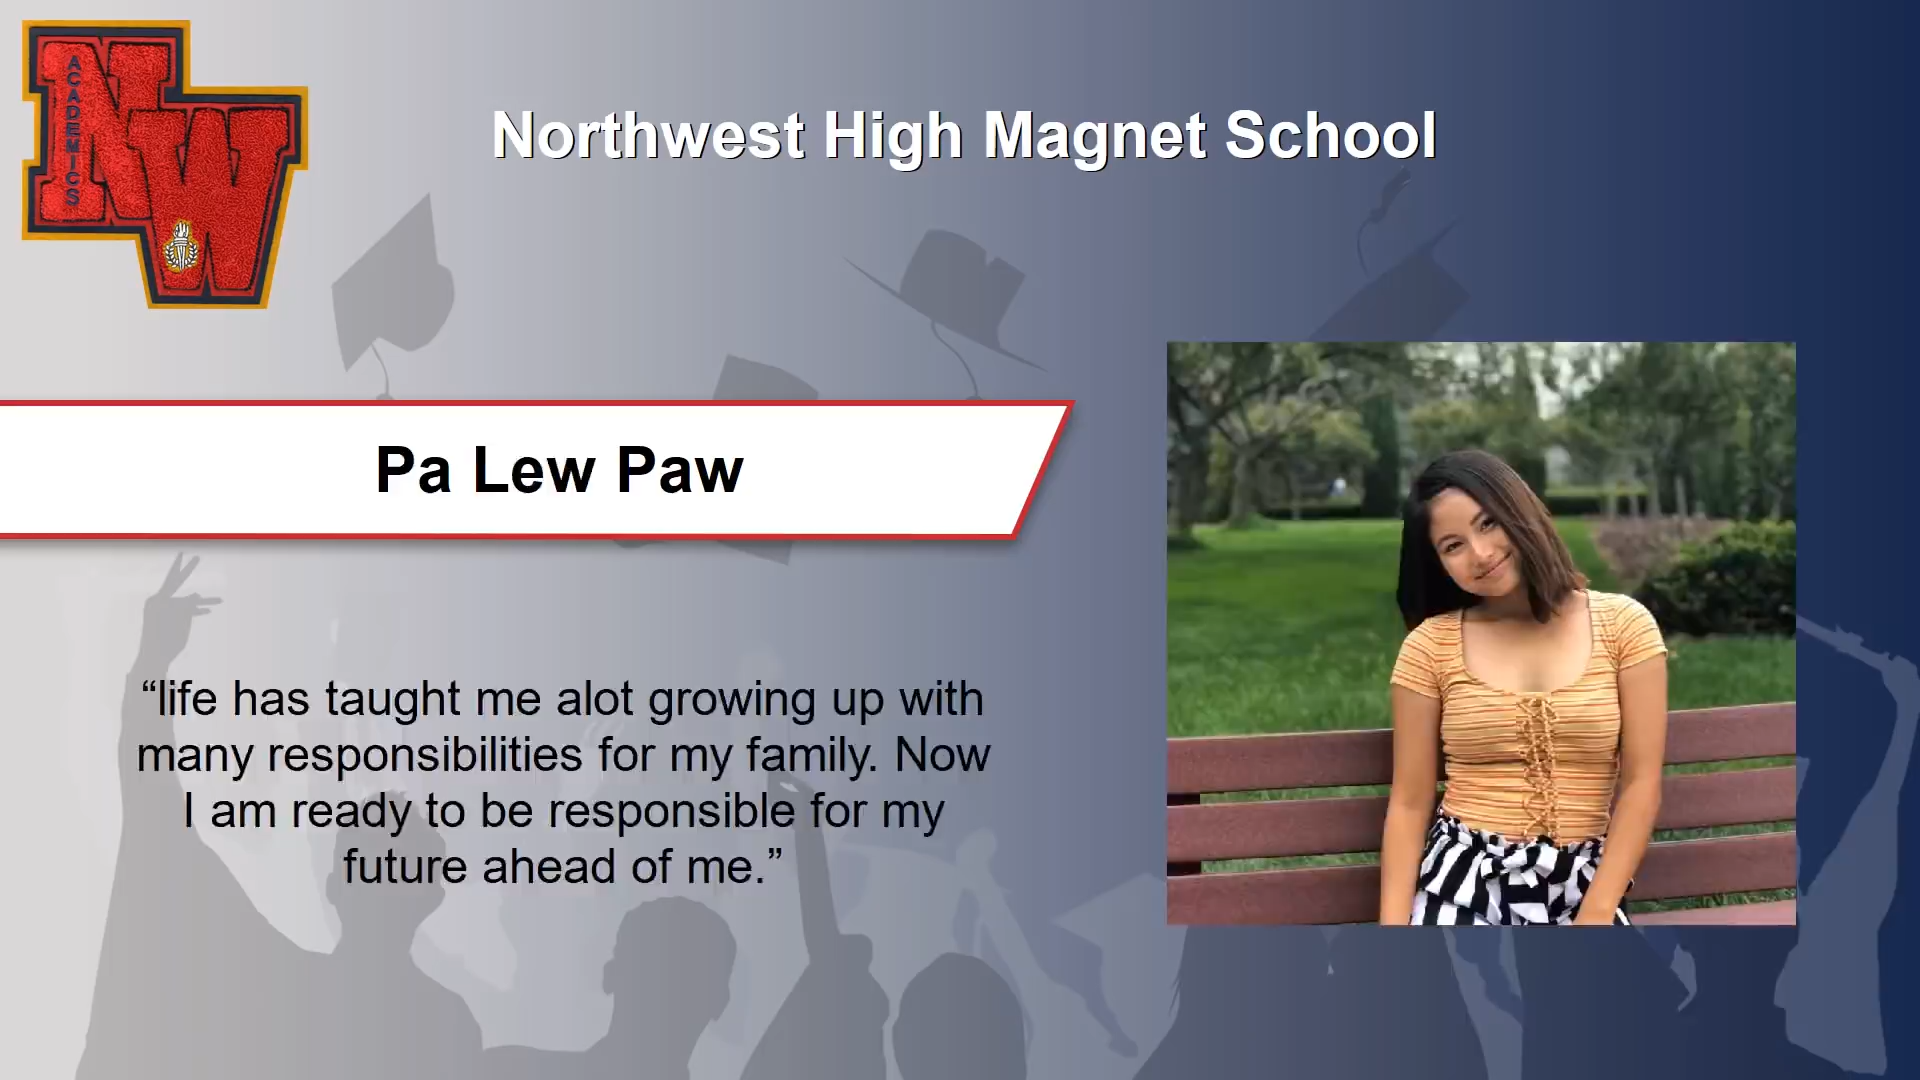 NW
ACADEMICS
Northwest High Magnet School
Pa Lew Paw
“life has taught me alot growing up with
many responsibilities for my family. Now
I am ready to be responsible for my
future ahead of me.”